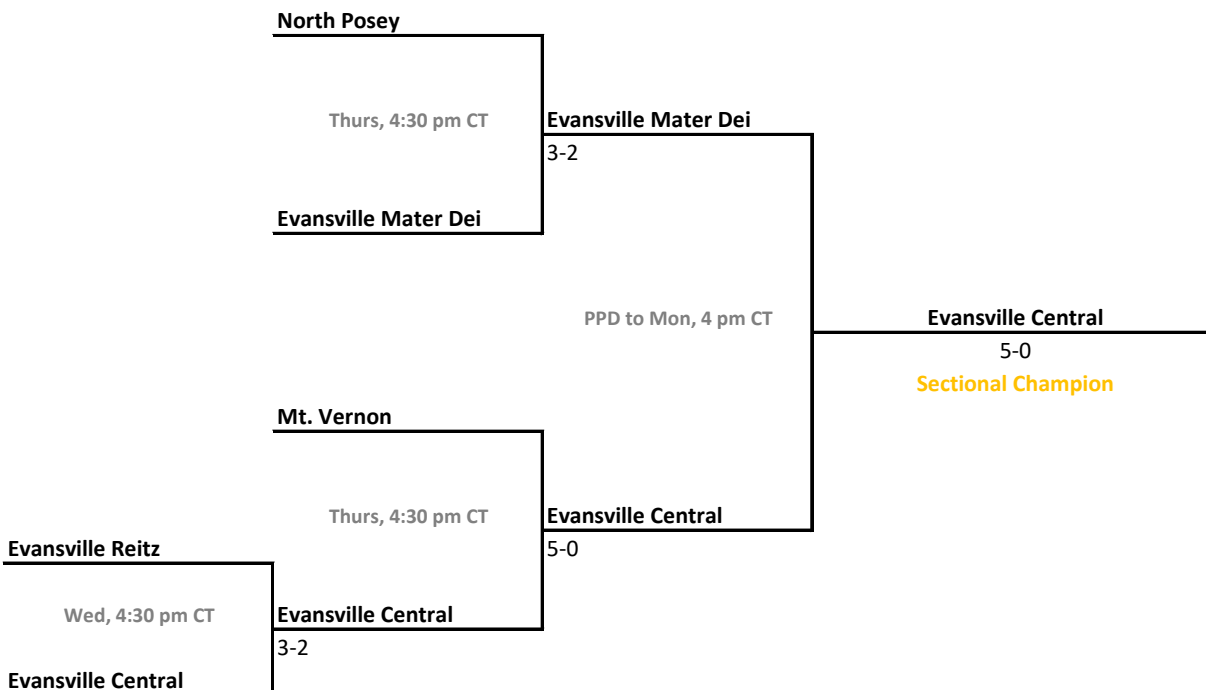 North Posey
Thurs, 4:30 pm CT
Evansville Mater Dei
3-2
Evansville Mater Dei
PPD to Mon, 4 pm CT
Evansville Central
5-0
Sectional Champion
Mt. Vernon
Thurs, 4:30 pm CT
Evansville Central
5-0
Evansville Reitz
Wed, 4:30 pm CT
Evansville Central
3-2
Evansville Central